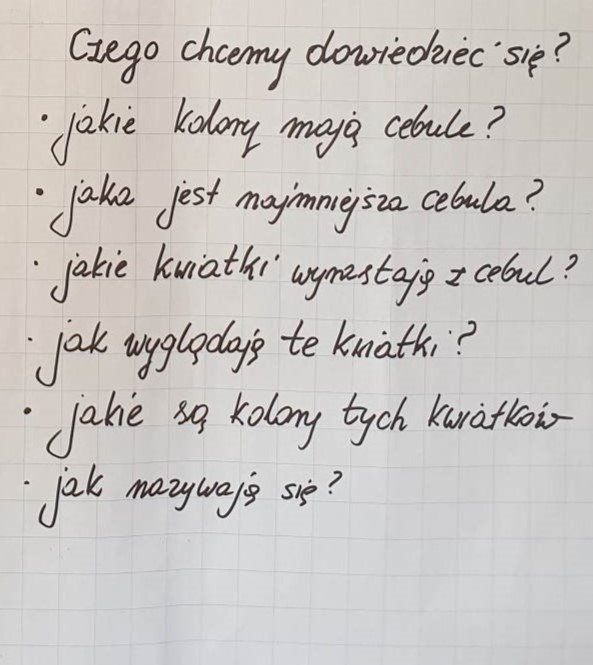 Czego chcemy dowiedzieć się?
• jakie kolory mają cebule?
• jaka jest najmniejsza cebula?
• jakie kwiatki wyrastają z cebul?
• jak wyglądają te kwiatki?
• jakie są kolory tych kwiatków
• jak nazywają się?